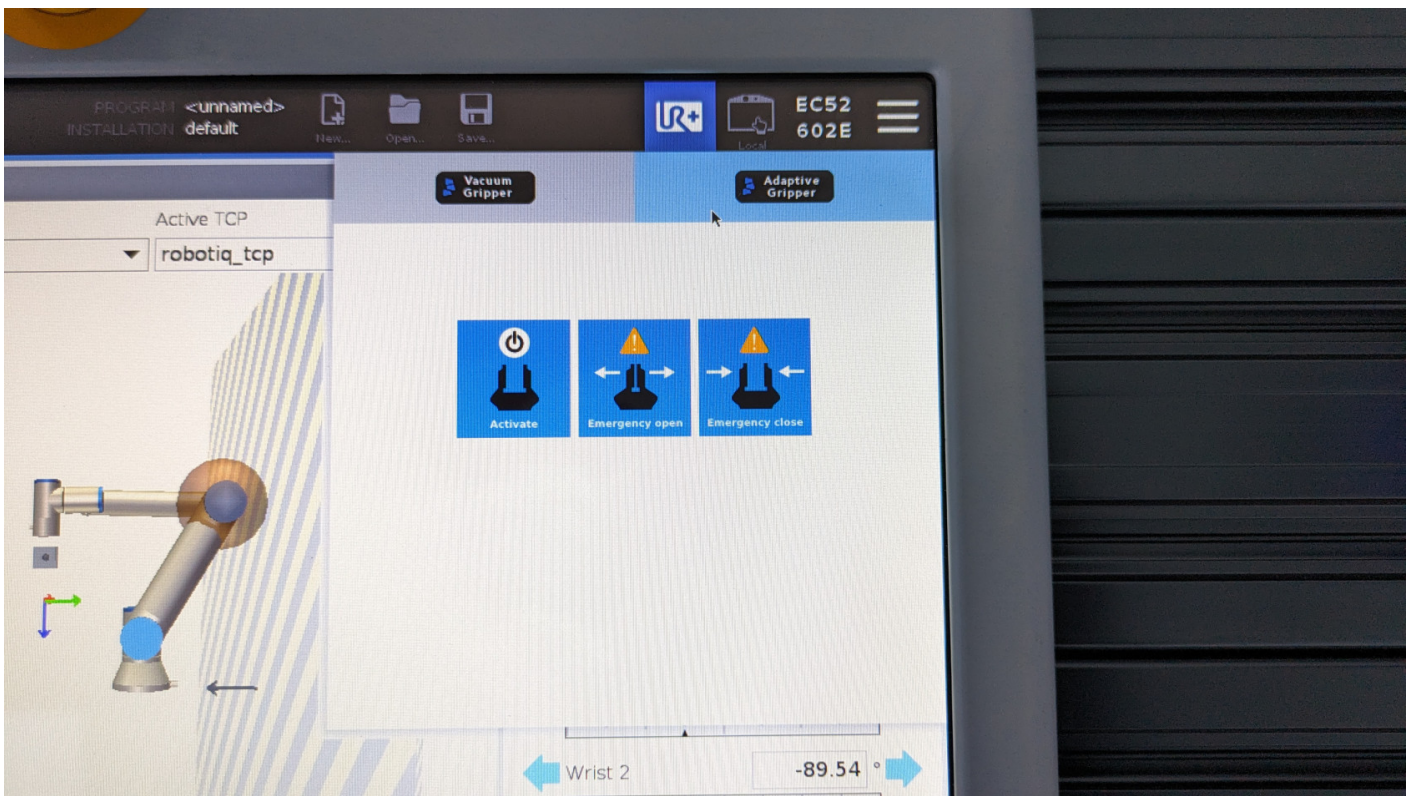 PROGRAM <unnamed>
INSTALLATION default
New...
Open...
Save...
UR+
Local
EC52
602E
Vacuum
Gripper
Adaptive
Gripper
Active TCP
robotiq_tcp
Activate
Emergency open
Emergency close
Wrist 2
-89.54 °